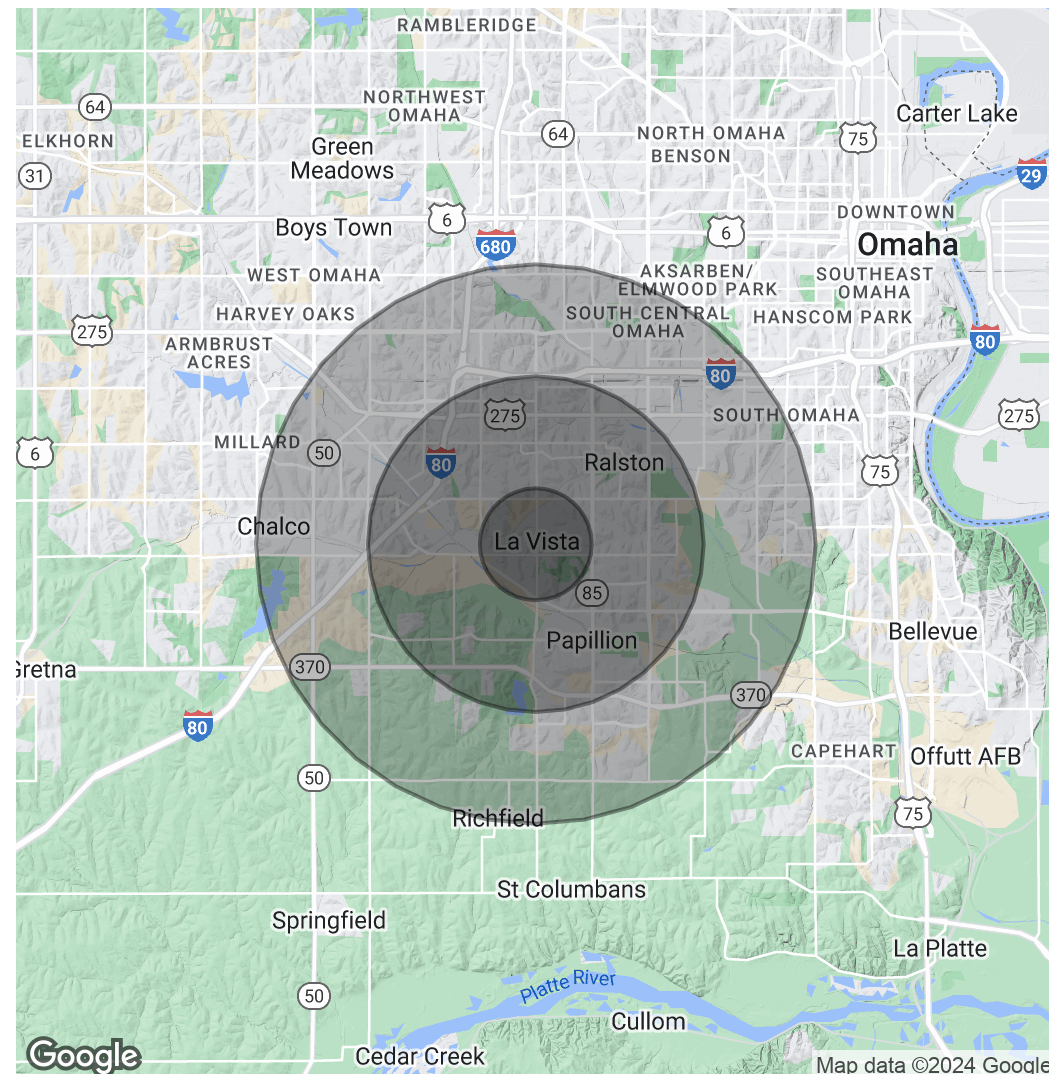 RAMBLERIDGE
64
NORTHWEST
OMAHA
Carter Lake
ELKHORN
Green
Meadows
64
NORTH OMAHA
BENSON
75
31
29
Boys Town
6
6
DOWNTOWN
Omaha
680
WEST OMAHA
AKSARBEN/
ELMWOOD PARK
SOUTHEAST
OMAHA
HARVEY OAKS
SOUTH CENTRAL
OMAHA
HANSCOM PARK
275
ARMBRUST
ACRES
80
80
275
SOUTH OMAHA
275
MILLARD
50
6
80
Ralston
75
Chalco
La Vista
85
Papillion
Bellevue
Gretna
370
370
80
CAPEHART
Offutt AFB
50
Richfield
75
St Columbans
Springfield
La Platte
50
Platte River
Cullom
Google
Cedar Creek
Map data ©2024 Google